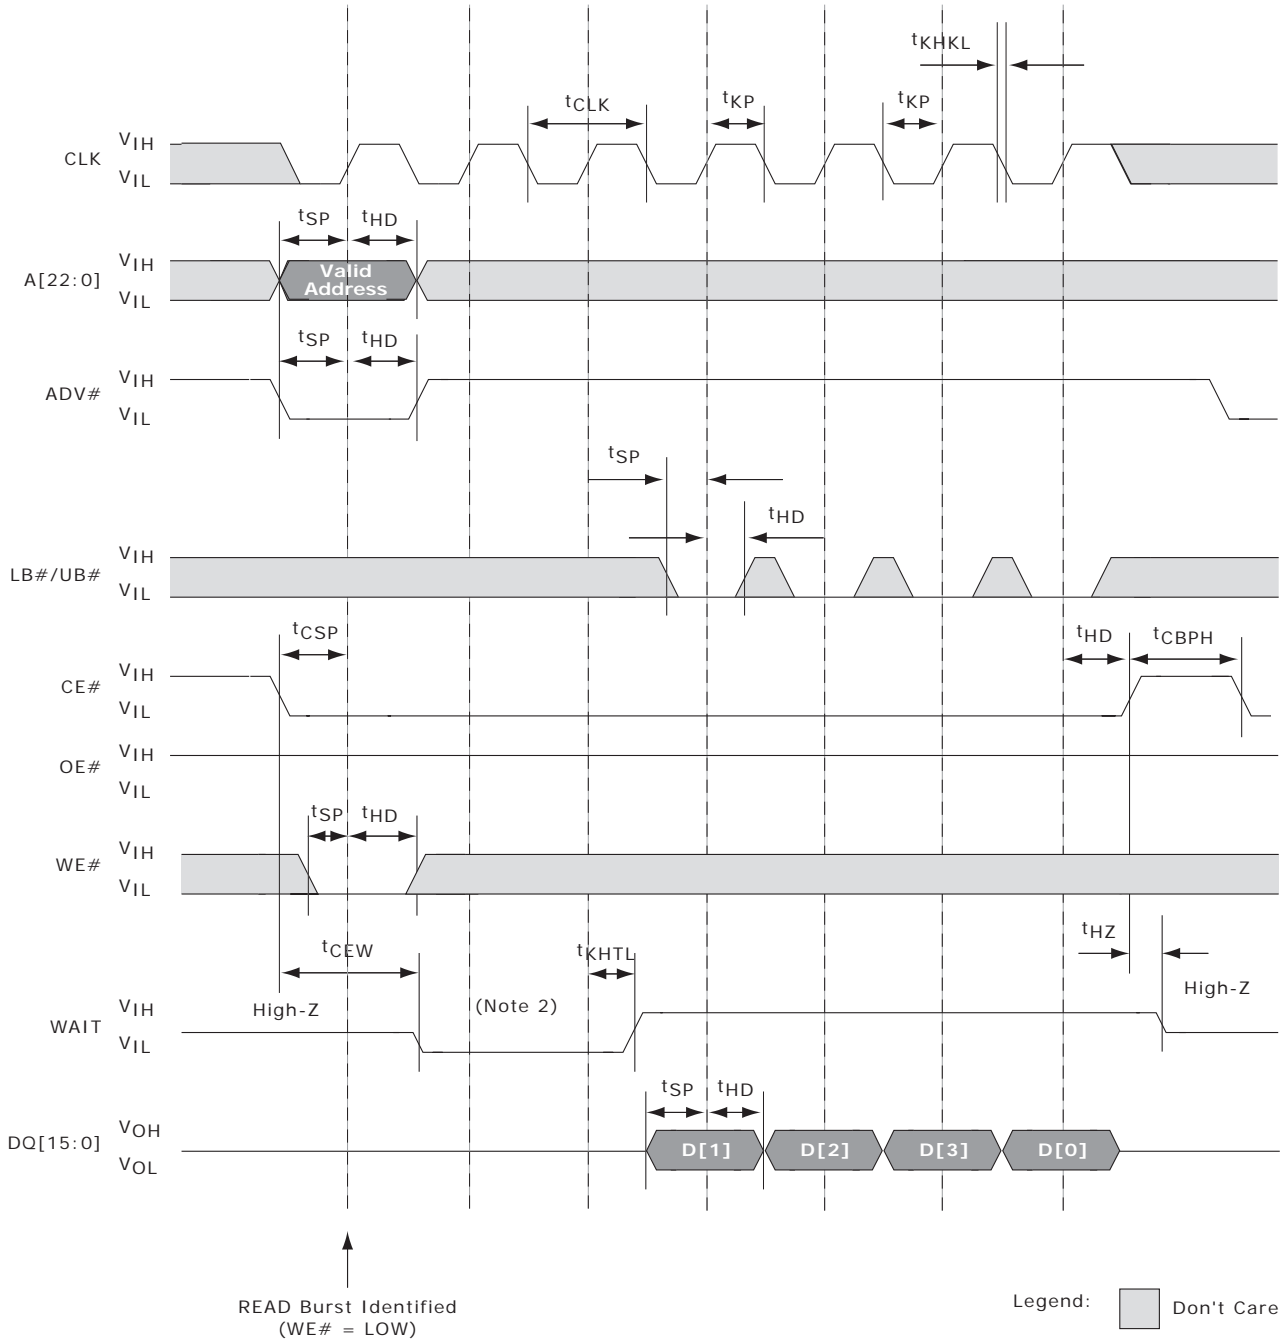 tKHKL
tCLK
tKP
tKP
CLK
VIH
VIL
tSP
tHD
A[22:0]
VIH
VIL
Valid
Address
tSP
tHD
ADV#
VIH
VIL
tSP
tHD
LB#/UB#
VIH
VIL
tCSP
tHD
tCBPH
CE#
VIH
VIL
OE#
VIH
VIL
tSP
tHD
WE#
VIH
VIL
tHZ
tCEW
tKHTL
High-Z
WAIT
VIH
VIL
High-Z
(Note 2)
tSP
tHD
DQ[15:0]
VOH
VOL
D[1]
D[2]
D[3]
D[0]
READ Burst Identified
(WE# = LOW)
Legend:
Don't Care